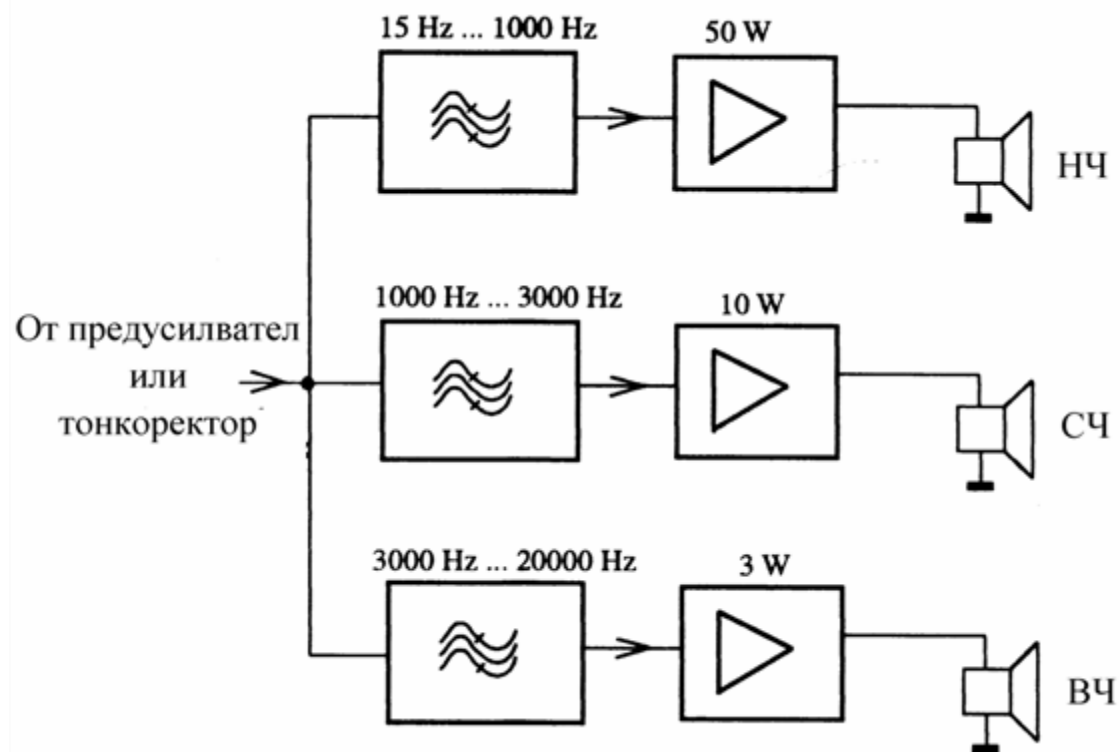 15 Hz ... 1000 Hz
50 W
НЧ
От предусилвател
или
тонкоректор
1000 Hz ... 3000 Hz
10 W
СЧ
3000 Hz ... 20000 Hz
3 W
ВЧ